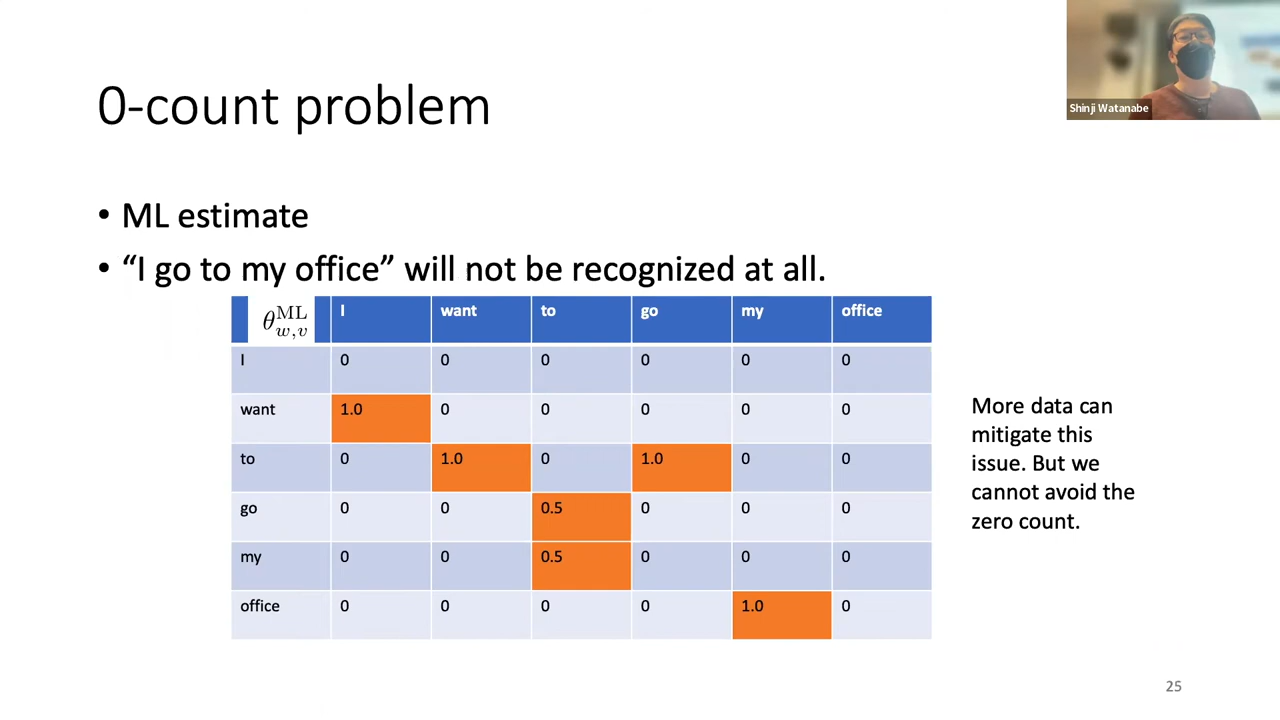 Shinji Watanabe
0-count problem
• ML estimate
• “I go to my office” will not be recognized at all.
θ^ML_w,v I want to go my office
I 0 0 0 0 0 0
want 1.0 0 0 0 0 0
to 0 1.0 0 1.0 0 0
go 0 0 0.5 0 0 0
my 0 0 0.5 0 0 0
office 0 0 0 0 1.0 0
More data can
mitigate this
issue. But we
cannot avoid the
zero count.
25